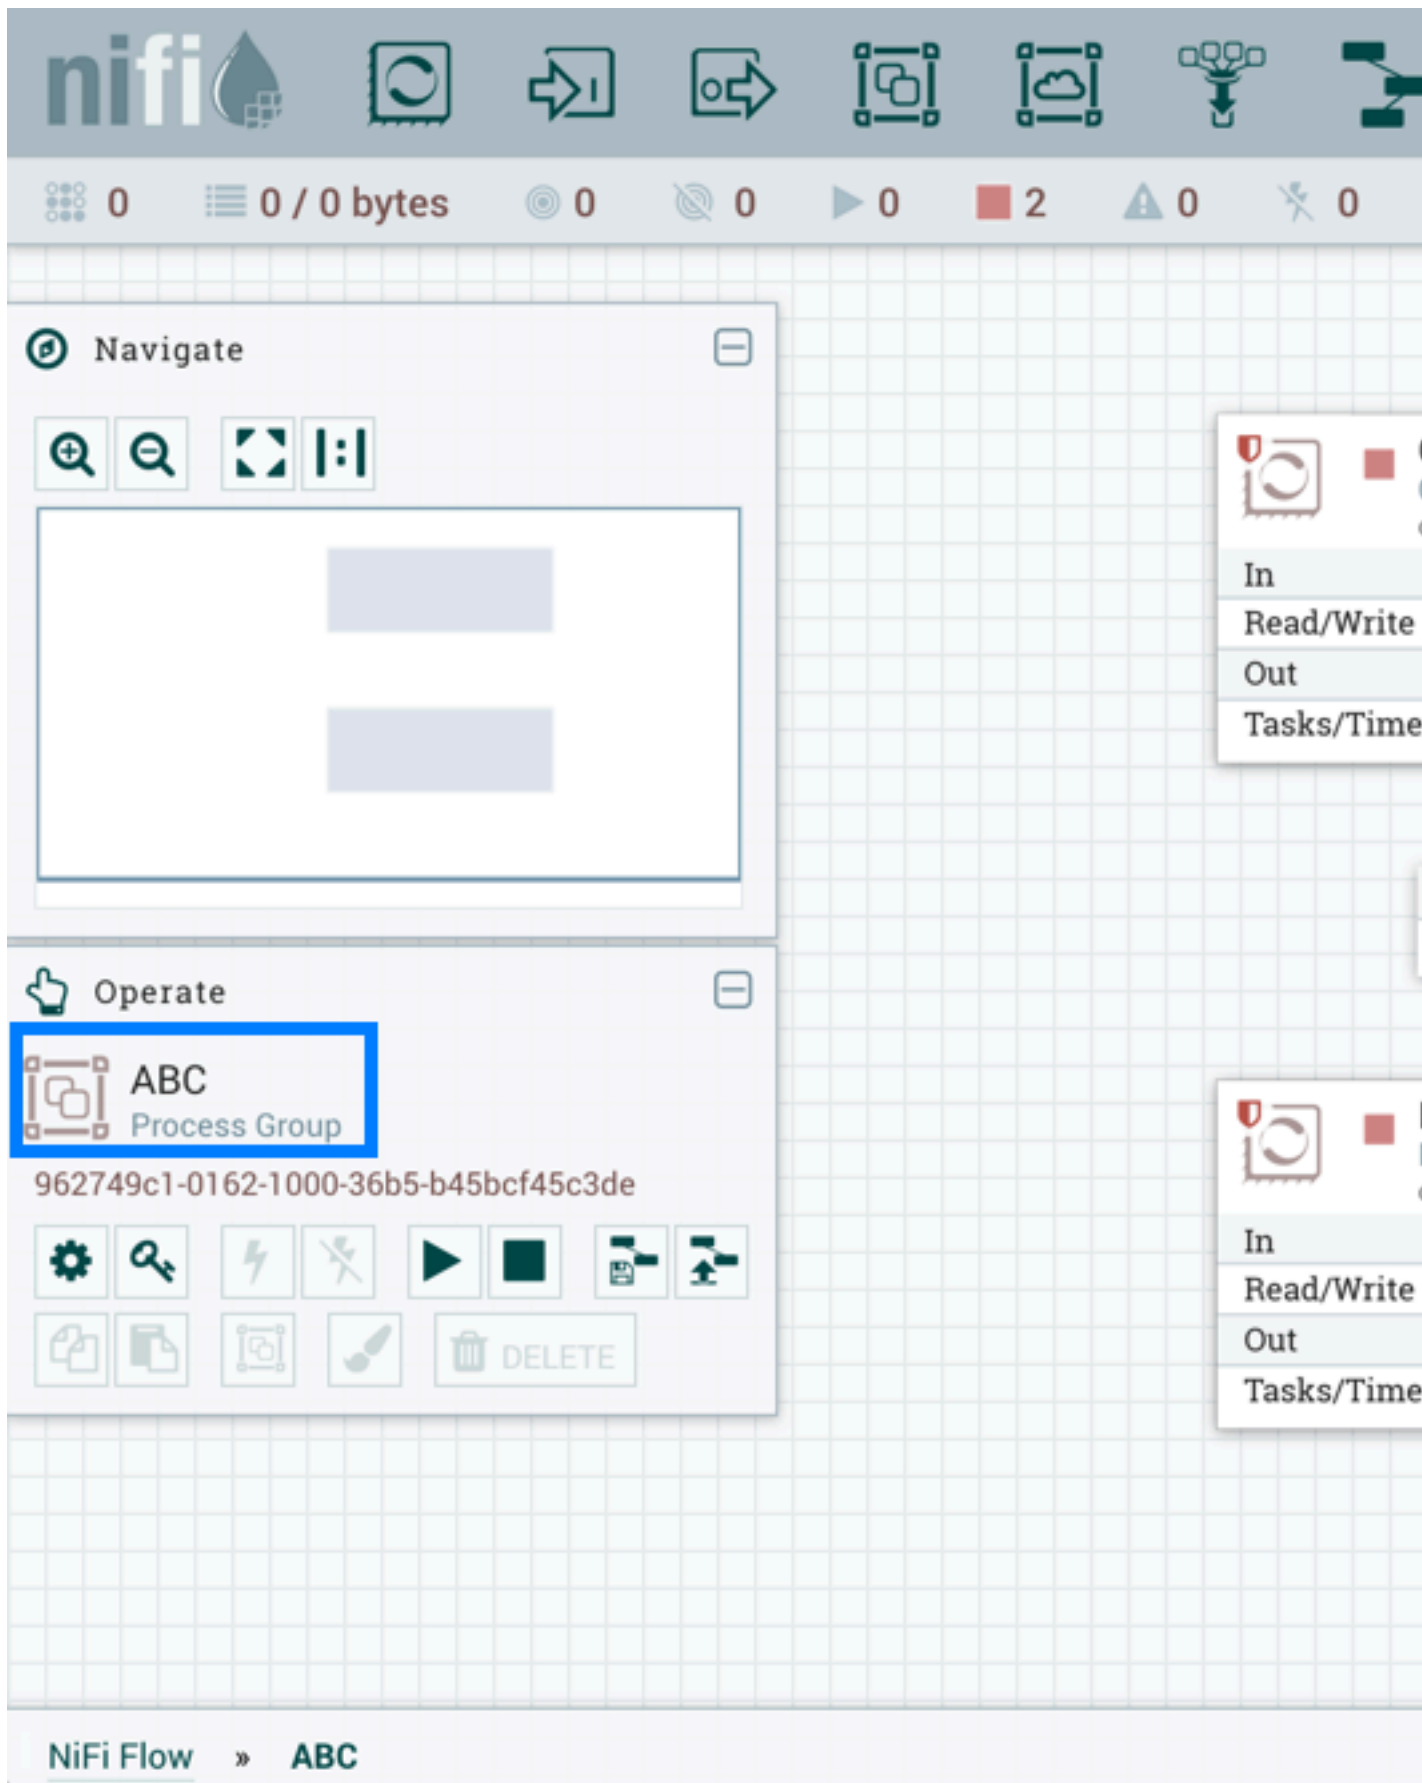 nifi
0 0 / 0 bytes 0 0 0 2 0 0
Navigate
In
Read/Write
Out
Tasks/Time
Operate
ABC
Process Group
962749c1-0162-1000-36b5-b45bcf45c3de
DELETE
In
Read/Write
Out
Tasks/Time
NiFi Flow » ABC